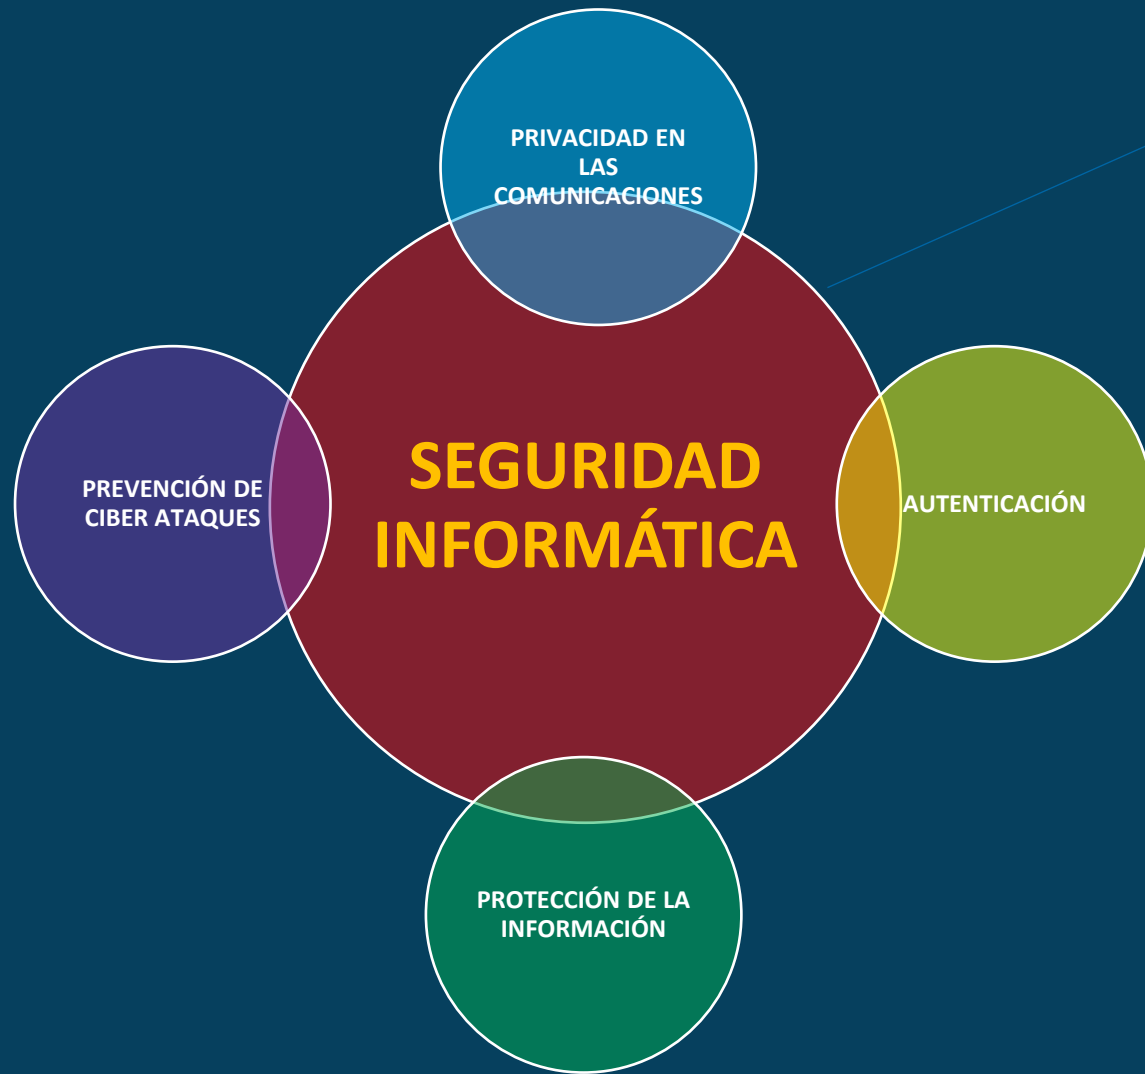 PRIVACIDAD EN
LAS
COMUNICACIONES
SEGURIDAD
INFORMÁTICA
PREVENCIÓN DE
CIBER ATAQUES
AUTENTICACIÓN
PROTECCIÓN DE LA
INFORMACIÓN